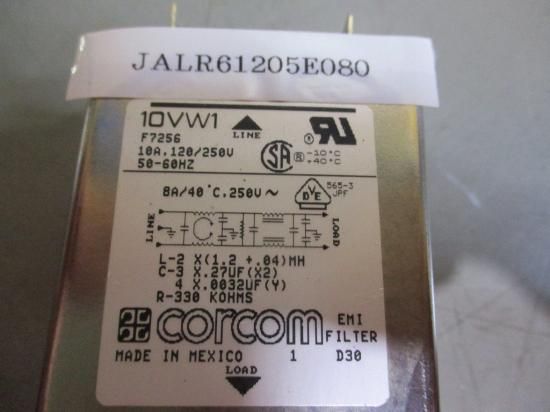 JALR61205E080
10VW1
LINE
F7256
10A.120/250V
50-60HZ
-10°C
+40°C
8A/40°C.250V~
VDE
565-3
JPF
LINE
LOAD
L-2 X(1.2 +.04)MH
C-3 X.27UF(X2)
4 X.0032UF(Y)
R-330 KOHMS
corcom
EMI
FILTER
MADE IN MEXICO 1 D30
LOAD